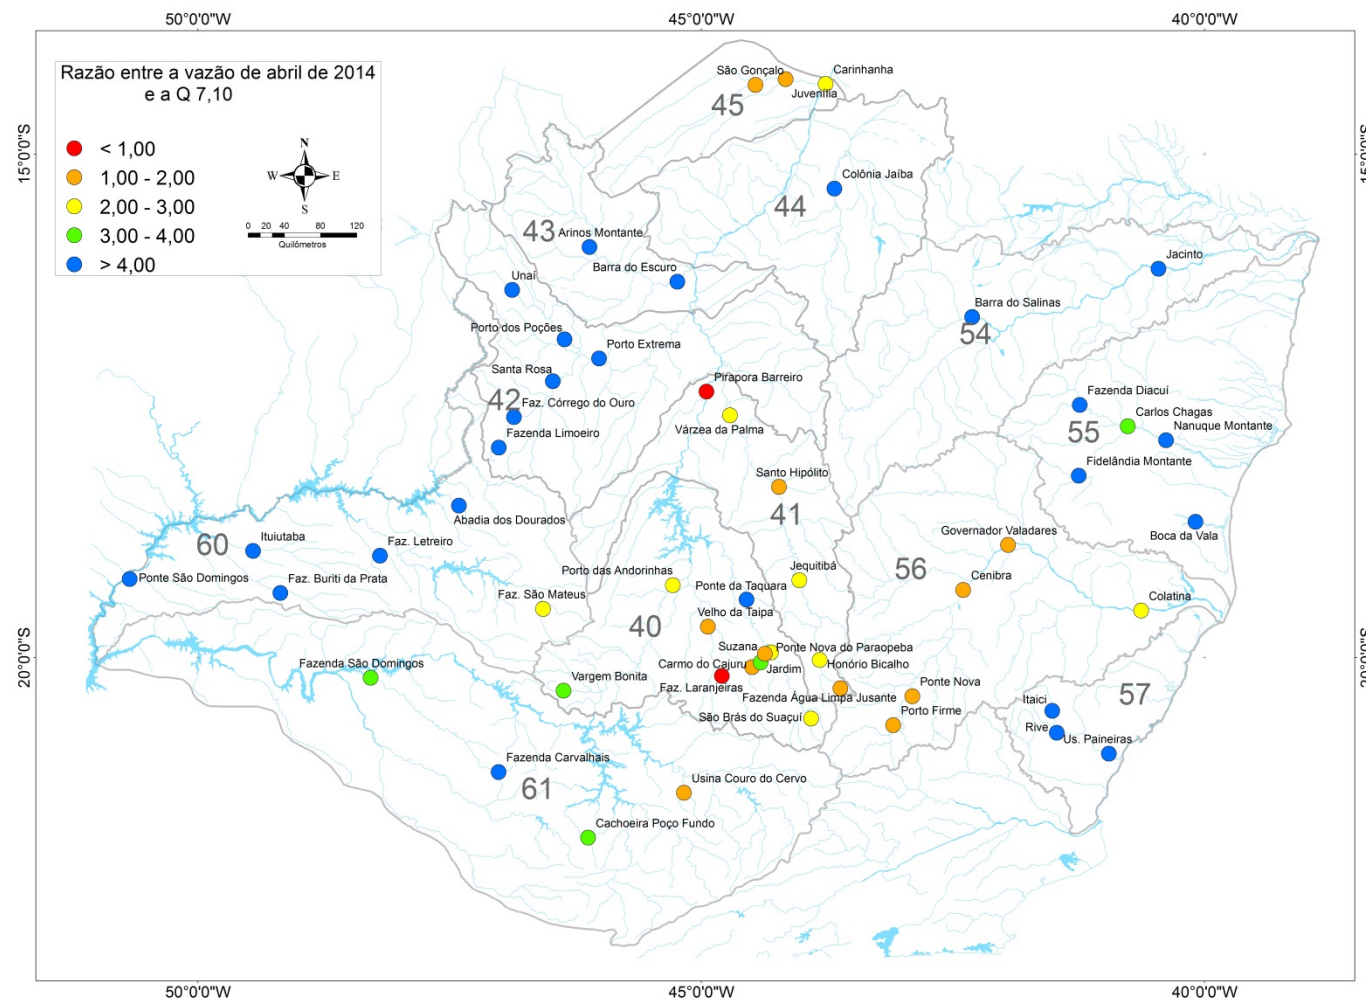 50°0'0"W
45°0'0"W
40°0'0"W
Razão entre a vazão de abril de 2014
e a Q 7,10
< 1,00
1,00 - 2,00
2,00 - 3,00
3,00 - 4,00
> 4,00
N
W
E
S
0 20 40 80 120
Quilômetros
15°0'0"S
15°0'0"S
São Gonçalo
Carinhanha
Juvenília
45
Colônia Jaíba
44
43
Arinos Montante
Barra do Escuro
Jacinto
Unaí
Barra do Salinas
54
Porto dos Poções
Porto Extrema
Santa Rosa
Pirapora Barreiro
42
Faz. Córrego do Ouro
Fazenda Diacuí
Carlos Chagas
55
Nanuque Montante
Várzea da Palma
Fazenda Limoeiro
Fidelândia Montante
Santo Hipólito
41
Abadia dos Dourados
Governador Valadares
Boca da Vala
60
Ituiutaba
Faz. Letreiro
56
Ponte São Domingos
Faz. Buriti da Prata
Porto das Andorinhas
Jequitibá
Cenibra
Ponte da Taquara
Faz. São Mateus
Colatina
Velho da Taipa
40
Suzana
Ponte Nova do Paraopeba
20°0'0"S
20°0'0"S
Fazenda São Domingos
Carmo do Cajuru
Jardim
Honório Bicalho
Vargem Bonita
Faz. Laranjeiras
Fazenda Água Limpa Jusante
Ponte Nova
57
Itaici
São Brás do Suaçuí
Porto Firme
Rive
Us. Paineiras
Fazenda Carvalhais
61
Usina Couro do Cervo
Cachoeira Poço Fundo
50°0'0"W
45°0'0"W
40°0'0"W